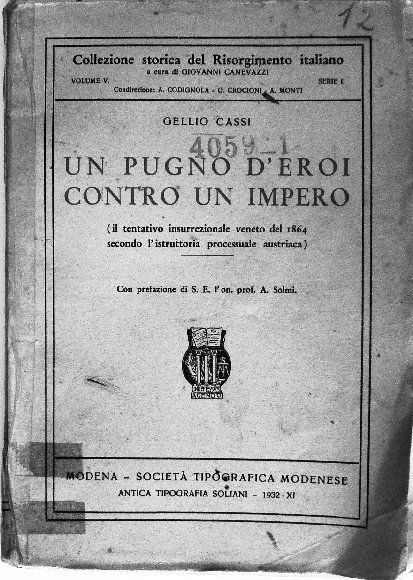 12
Collezione storica del Risorgimento italiano
a cura di GIOVANNI CANEVAZZI
VOLUME V. SERIE I.
Condirezione: A. CODIGNOLA - G. CROCIONI - A. MONTI
GELLIO CASSI
4059-1
UN PUGNO D'EROI
CONTRO UN IMPERO
(il tentativo insurrezionale veneto del 1864
secondo l'istruttoria processuale austriaca)
Con prefazione di S. E. l'on. prof. A. Solmi.
MODENA - SOCIETÀ TIPOGRAFICA MODENESE
ANTICA TIPOGRAFIA SOLIANI - 1932-XI